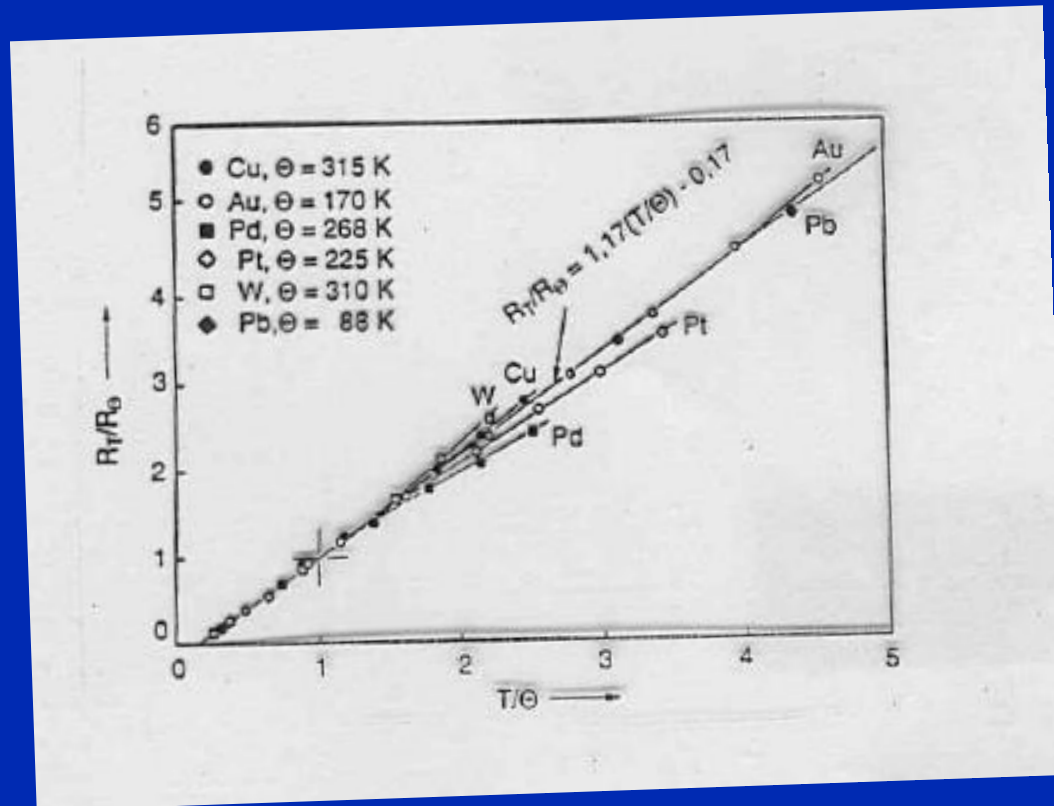 6
5
4
3
2
1
0
R_T/R_Θ
Cu, Θ = 315 K
Au, Θ = 170 K
Pd, Θ = 268 K
Pt, Θ = 225 K
W, Θ = 310 K
Pb, Θ = 88 K
R_T/R_Θ = 1,17(T/Θ) - 0,17
Au
Pb
Pt
Cu
W
Pd
0 1 2 3 4 5
T/Θ